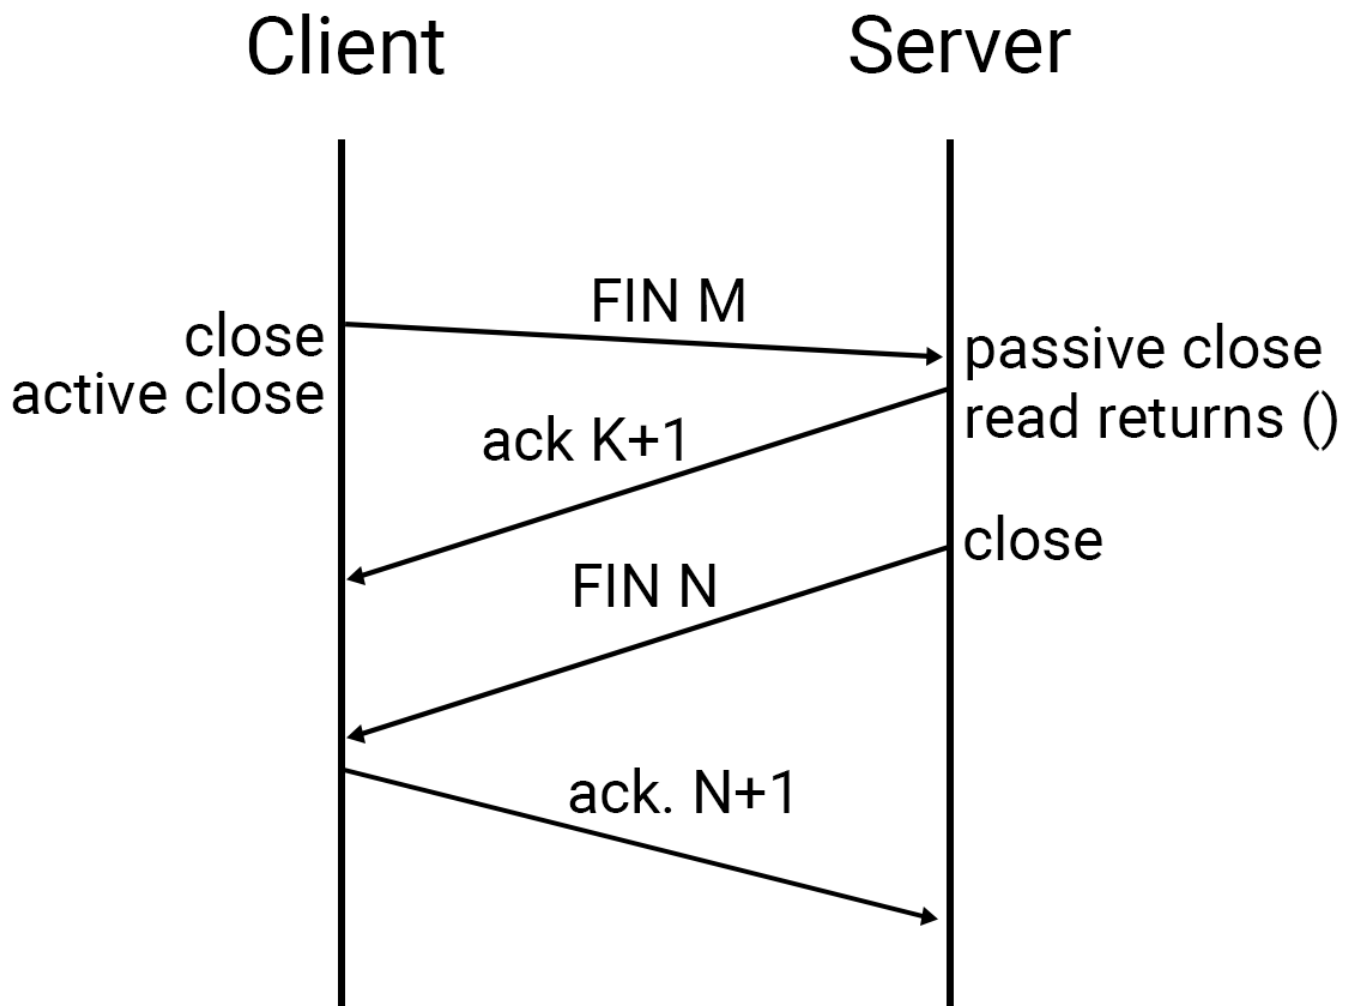 Client
Server
FIN M
close
active close
passive close
read returns ()
ack K+1
close
FIN N
ack. N+1